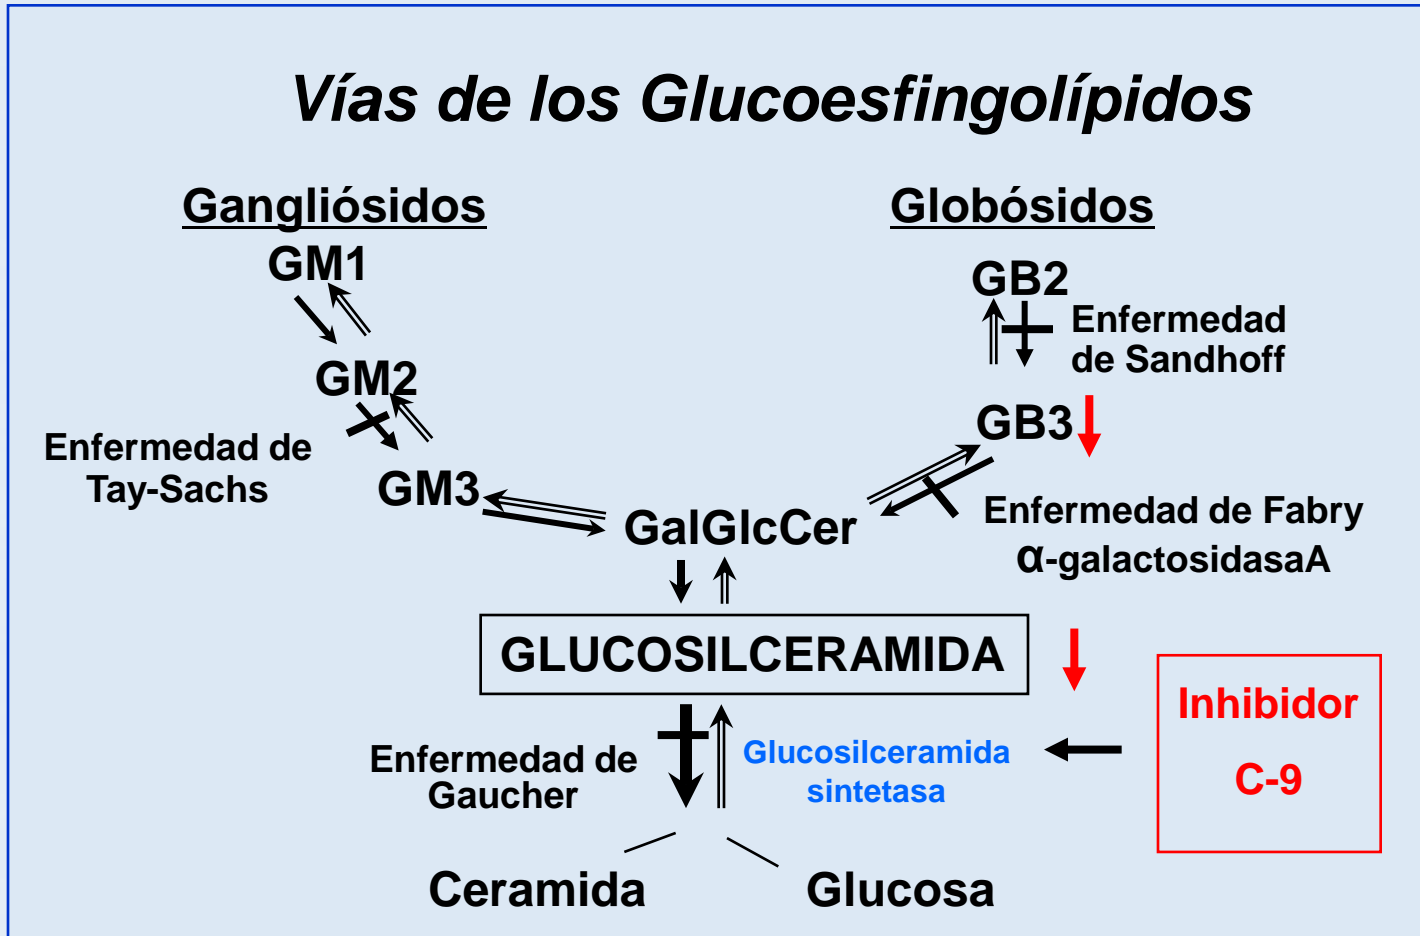 Vías de los Glucoesfingolípidos
Gangliósidos
GM1
GM2
Enfermedad de
Tay-Sachs
GM3
Globósidos
GB2
Enfermedad
de Sandhoff
GB3
GalGlcCer
Enfermedad de Fabry
α-galactosidasaA
GLUCOSILCERAMIDA
Enfermedad de
Gaucher
Glucosilceramida
sintetasa
Inhibidor
C-9
Ceramida
Glucosa